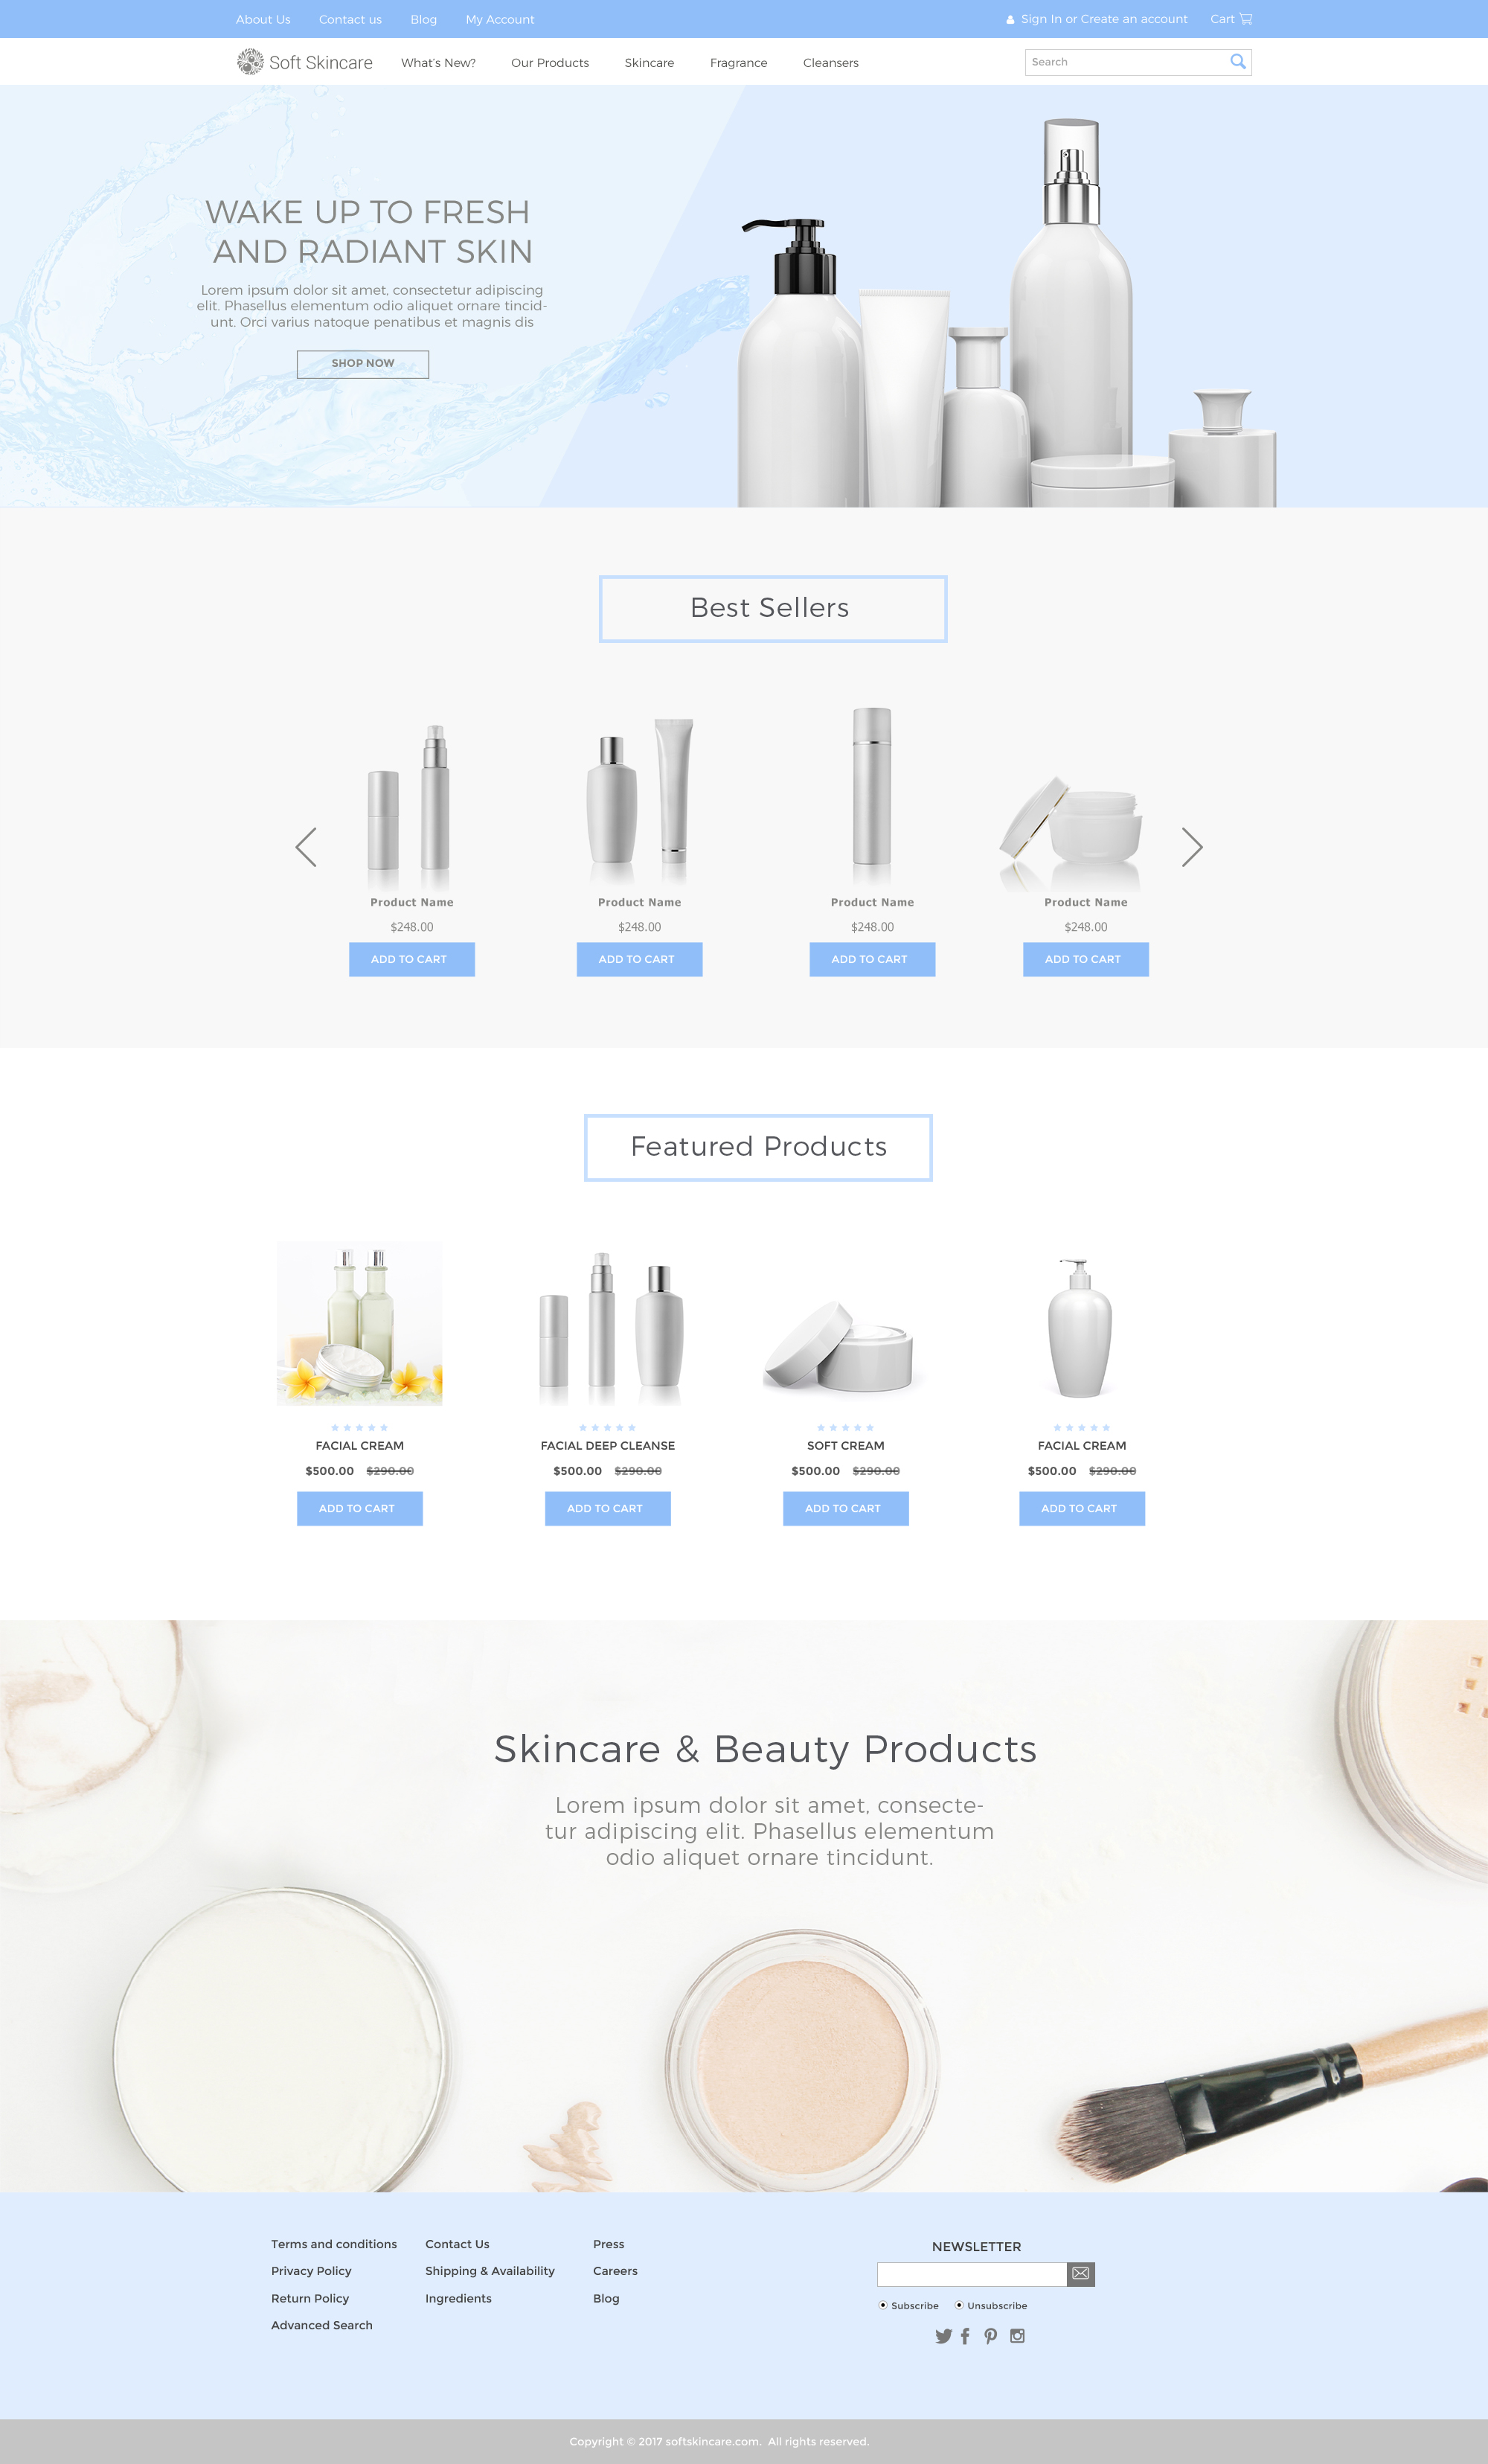 About Us Contact us Blog My Account Sign In or Create an account Cart
Soft Skincare What's New? Our Products Skincare Fragrance Cleansers Search
WAKE UP TO FRESH
AND RADIANT SKIN
Lorem ipsum dolor sit amet, consectetur adipiscing
elit. Phasellus elementum odio aliquet ornare tincid-
unt. Orci varius natoque penatibus et magnis dis
SHOP NOW
Best Sellers
Product Name Product Name Product Name Product Name
$248.00 $248.00 $248.00 $248.00
ADD TO CART ADD TO CART ADD TO CART ADD TO CART
Featured Products
FACIAL CREAM FACIAL DEEP CLEANSE SOFT CREAM FACIAL CREAM
$500.00 $290.00 $500.00 $290.00 $500.00 $290.00 $500.00 $290.00
ADD TO CART ADD TO CART ADD TO CART ADD TO CART
Skincare & Beauty Products
Lorem ipsum dolor sit amet, consecte-
tur adipiscing elit. Phasellus elementum
odio aliquet ornare tincidunt.
Terms and conditions Contact Us Press NEWSLETTER
Privacy Policy Shipping & Availability Careers
Return Policy Ingredients Blog Subscribe Unsubscribe
Advanced Search
Copyright © 2017 softskincare.com. All rights reserved.